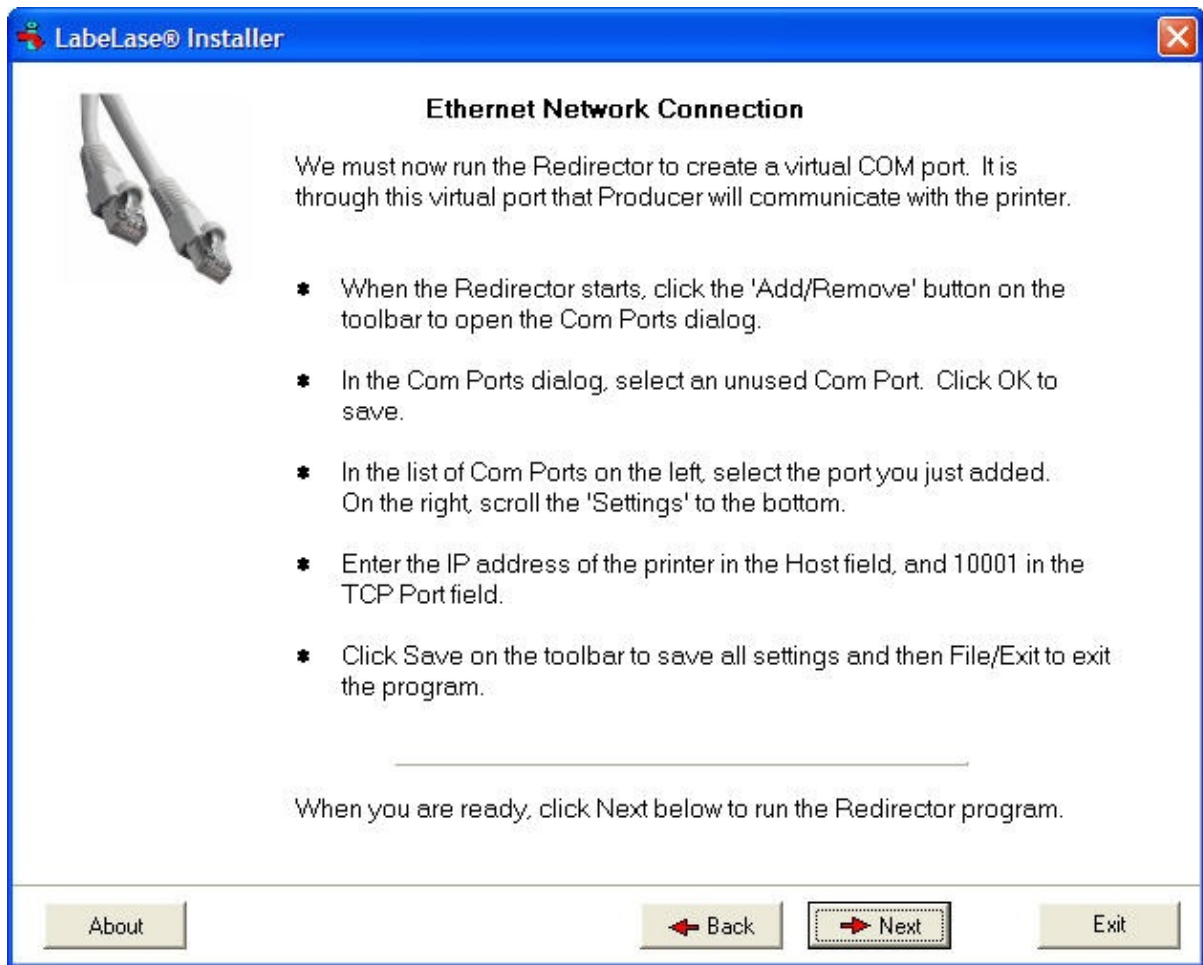 LabeLase® Installer
Ethernet Network Connection
We must now run the Redirector to create a virtual COM port. It is
through this virtual port that Producer will communicate with the printer.
* When the Redirector starts, click the 'Add/Remove' button on the
toolbar to open the Com Ports dialog.
* In the Com Ports dialog, select an unused Com Port. Click OK to
save.
* In the list of Com Ports on the left, select the port you just added.
On the right, scroll the 'Settings' to the bottom.
* Enter the IP address of the printer in the Host field, and 10001 in the
TCP Port field.
* Click Save on the toolbar to save all settings and then File/Exit to exit
the program.
When you are ready, click Next below to run the Redirector program.
About
Back
Next
Exit